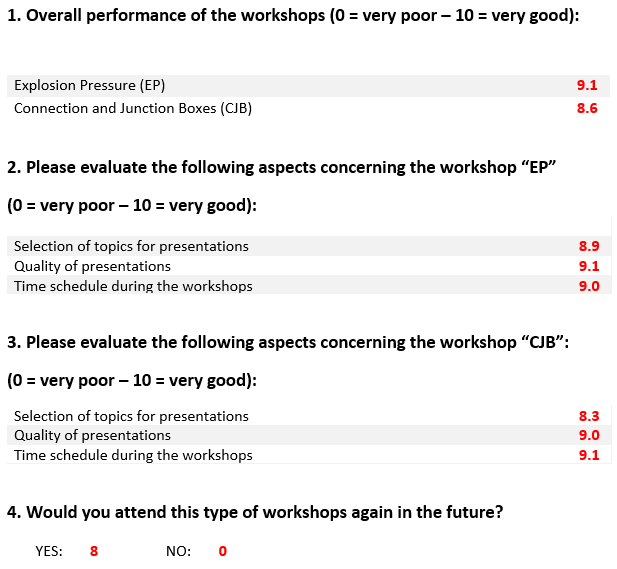 1. Overall performance of the workshops (0 = very poor – 10 = very good):
Explosion Pressure (EP) 9.1
Connection and Junction Boxes (CJB) 8.6
2. Please evaluate the following aspects concerning the workshop “EP”
(0 = very poor – 10 = very good):
Selection of topics for presentations 8.9
Quality of presentations 9.1
Time schedule during the workshops 9.0
3. Please evaluate the following aspects concerning the workshop “CJB”:
(0 = very poor – 10 = very good):
Selection of topics for presentations 8.3
Quality of presentations 9.0
Time schedule during the workshops 9.1
4. Would you attend this type of workshops again in the future?
YES: 8 NO: 0